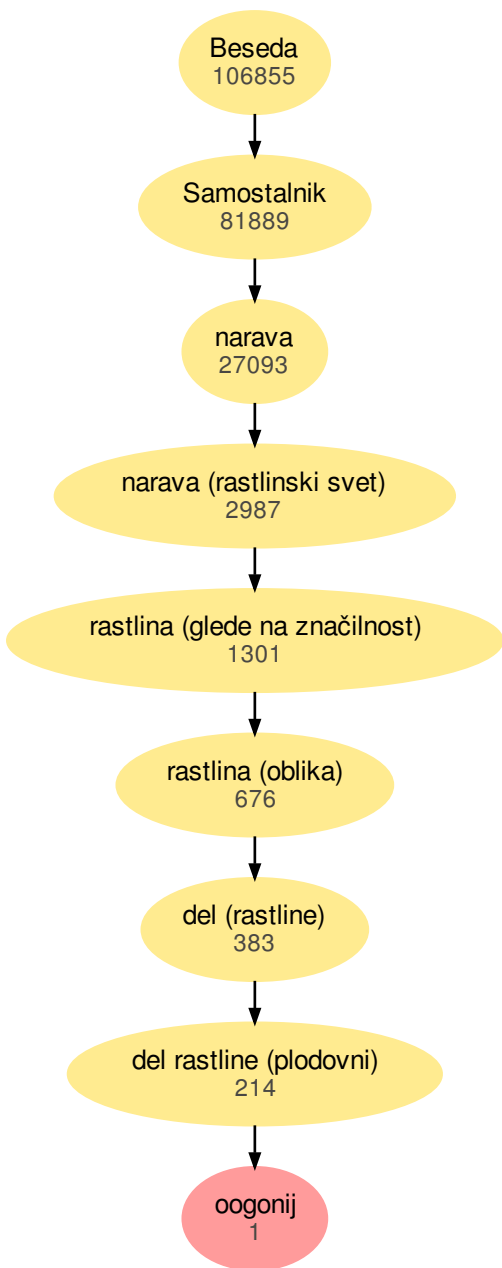 Beseda
106855
Samostalnik
81889
narava
27093
narava (rastlinski svet)
2987
rastlina (glede na značilnost)
1301
rastlina (oblika)
676
del (rastline)
383
del rastline (plodovni)
214
oogonij
1